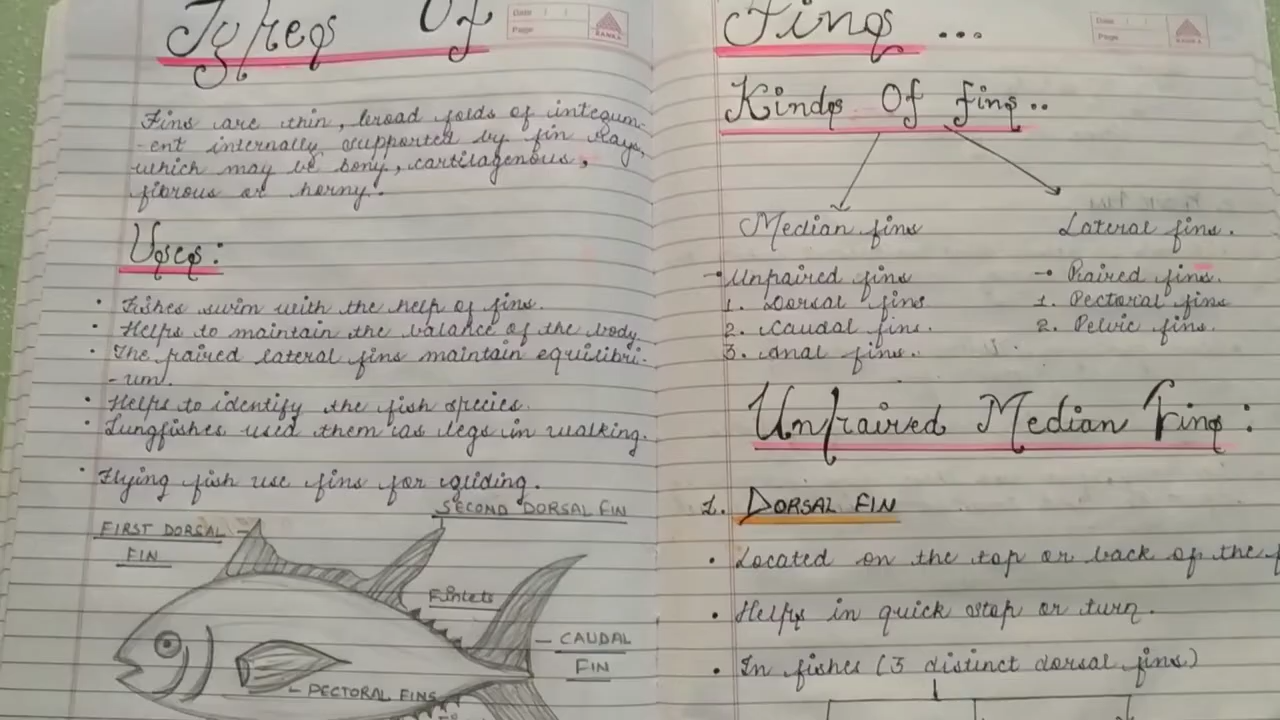 Types Of
Date / /
Page
RANKA
Fins are thin, broad folds of integum-
-ent internally supported by fin rays,
which may be bony, cartilagenous,
fibrous or horny.
Uses:
• Fishes swim with the help of fins.
• Helps to maintain the balance of the body
• The paired lateral fins maintain equilibri-
-um.
• Helps to identify the fish species.
• Lungfishes used them as legs in walking.
• Flying fish use fins for gliding.
SECOND DORSAL FIN
FIRST DORSAL
FIN
Finlets
CAUDAL
FIN
PECTORAL FINS
Fins ...
Date / /
Page
RANKA
Kinds Of fins..
Median fins
Lateral fins.
→ Unpaired fins
1. Dorsal fins
2. Caudal fins.
3. Anal fins.
→ Paired fins.
1. Pectoral fins
2. Pelvic fins.
Unpaired Median Fins:
1. DORSAL FIN
• Located on the top or back of the f
• Helps in quick stop or turn.
• In fishes (3 distinct dorsal fins)